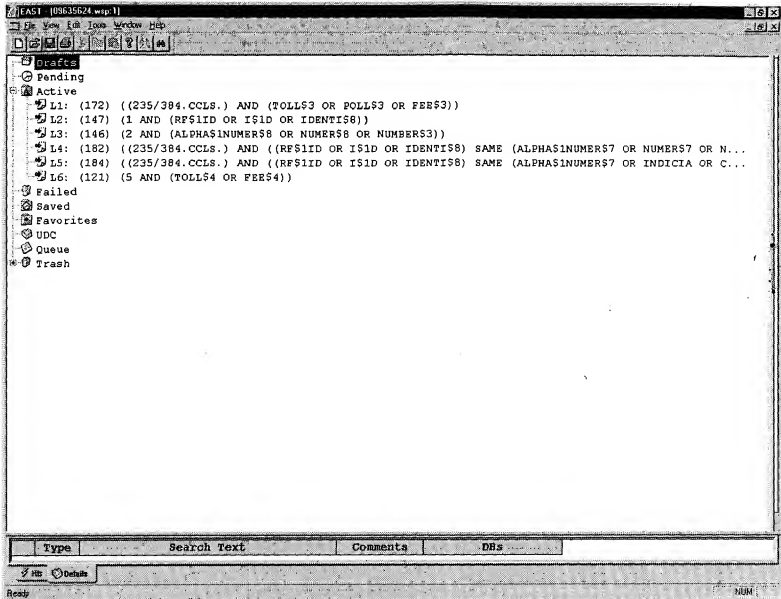 EAST - [09635624.wsp:1]
File View Edit Tools Window Help
Drafts
Pending
Active
L1: (172) ((235/384.CCLS.) AND (TOLL$3 OR POLL$3 OR FEE$3))
L2: (147) (1 AND (RF$1ID OR I$1D OR IDENTI$8))
L3: (146) (2 AND (ALPHA$1NUMER$8 OR NUMER$8 OR NUMBER$3))
L4: (182) ((235/384.CCLS.) AND ((RF$1ID OR I$1D OR IDENTI$8) SAME (ALPHA$1NUMER$7 OR NUMER$7 OR N...
L5: (184) ((235/384.CCLS.) AND ((RF$1ID OR I$1D OR IDENTI$8) SAME (ALPHA$1NUMER$7 OR INDICIA OR C...
L6: (121) (5 AND (TOLL$4 OR FEE$4))
Failed
Saved
Favorites
UDC
Queue
Trash
Type Search Text Comments DBs
Hits Details
Ready NUM